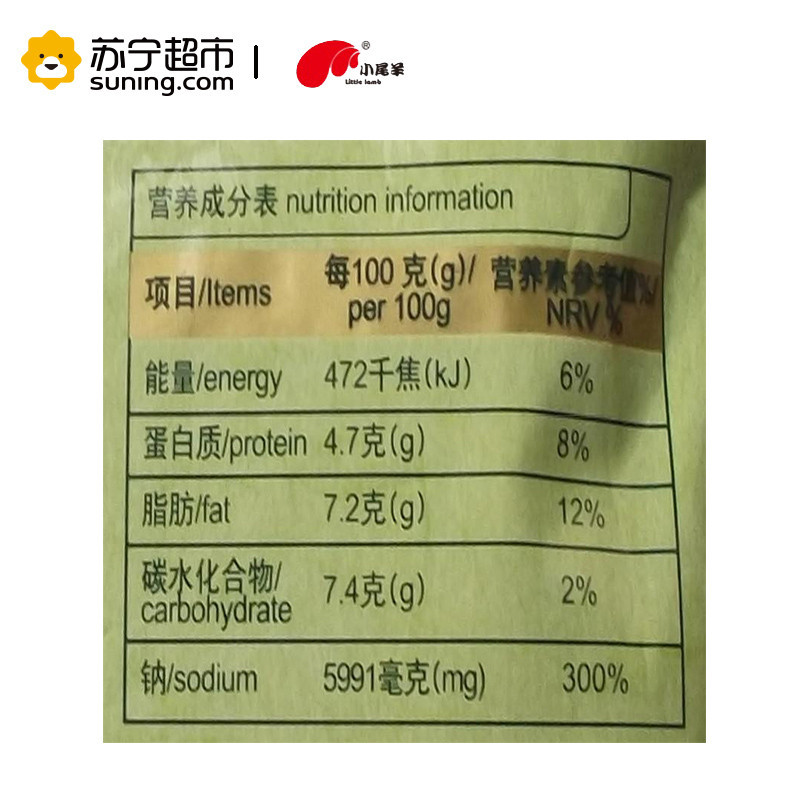 苏宁超市
suning.com
小尾羊
Little lamb
®
营养成分表 nutrition information
项目/Items 每100 克(g)/ per 100g 营养素参考值%/ NRV %
能量/energy 472千焦(kJ) 6%
蛋白质/protein 4.7克(g) 8%
脂肪/fat 7.2克(g) 12%
碳水化合物/ carbohydrate 7.4克(g) 2%
钠/sodium 5991毫克(mg) 300%